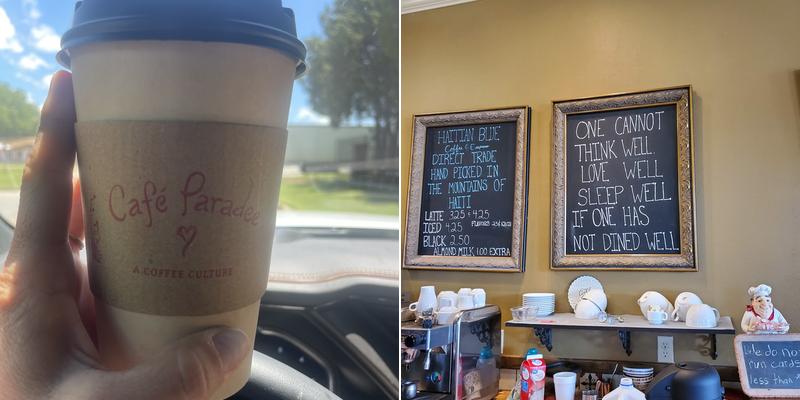 Café Paradee
A COFFEE CULTURE
HAITIAN BLUE
Coffee & Espresso
DIRECT TRADE
HAND PICKED IN
THE MOUNTAINS OF
HAITI
LATTE 3.25 & 4.25
ICED 4.25 FLAVORS
BLACK 2.50
ALMOND MILK 1.00 EXTRA
ONE CANNOT
THINK WELL
LOVE WELL
SLEEP WELL
IF ONE HAS
NOT DINED WELL
We do no
run cards
less than